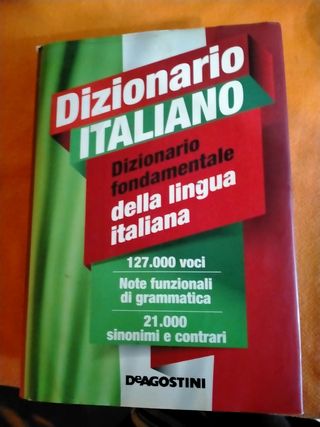 Dizionario
ITALIANO
Dizionario
fondamentale
della lingua
italiana
127.000 voci
Note funzionali
di grammatica
21.000
sinonimi e contrari
DeAGOSTINI